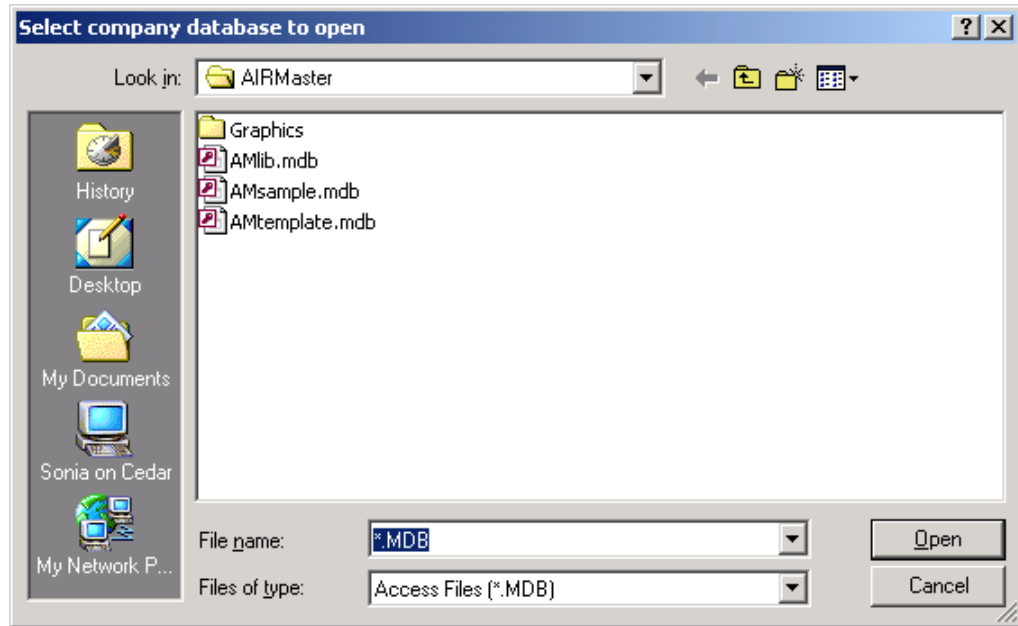 Select company database to open
Look in: AIRMaster
History
Desktop
My Documents
Sonia on Cedar
My Network P...
Graphics
AMlib.mdb
AMsample.mdb
AMtemplate.mdb
File name: *.MDB Open
Files of type: Access Files (*.MDB) Cancel